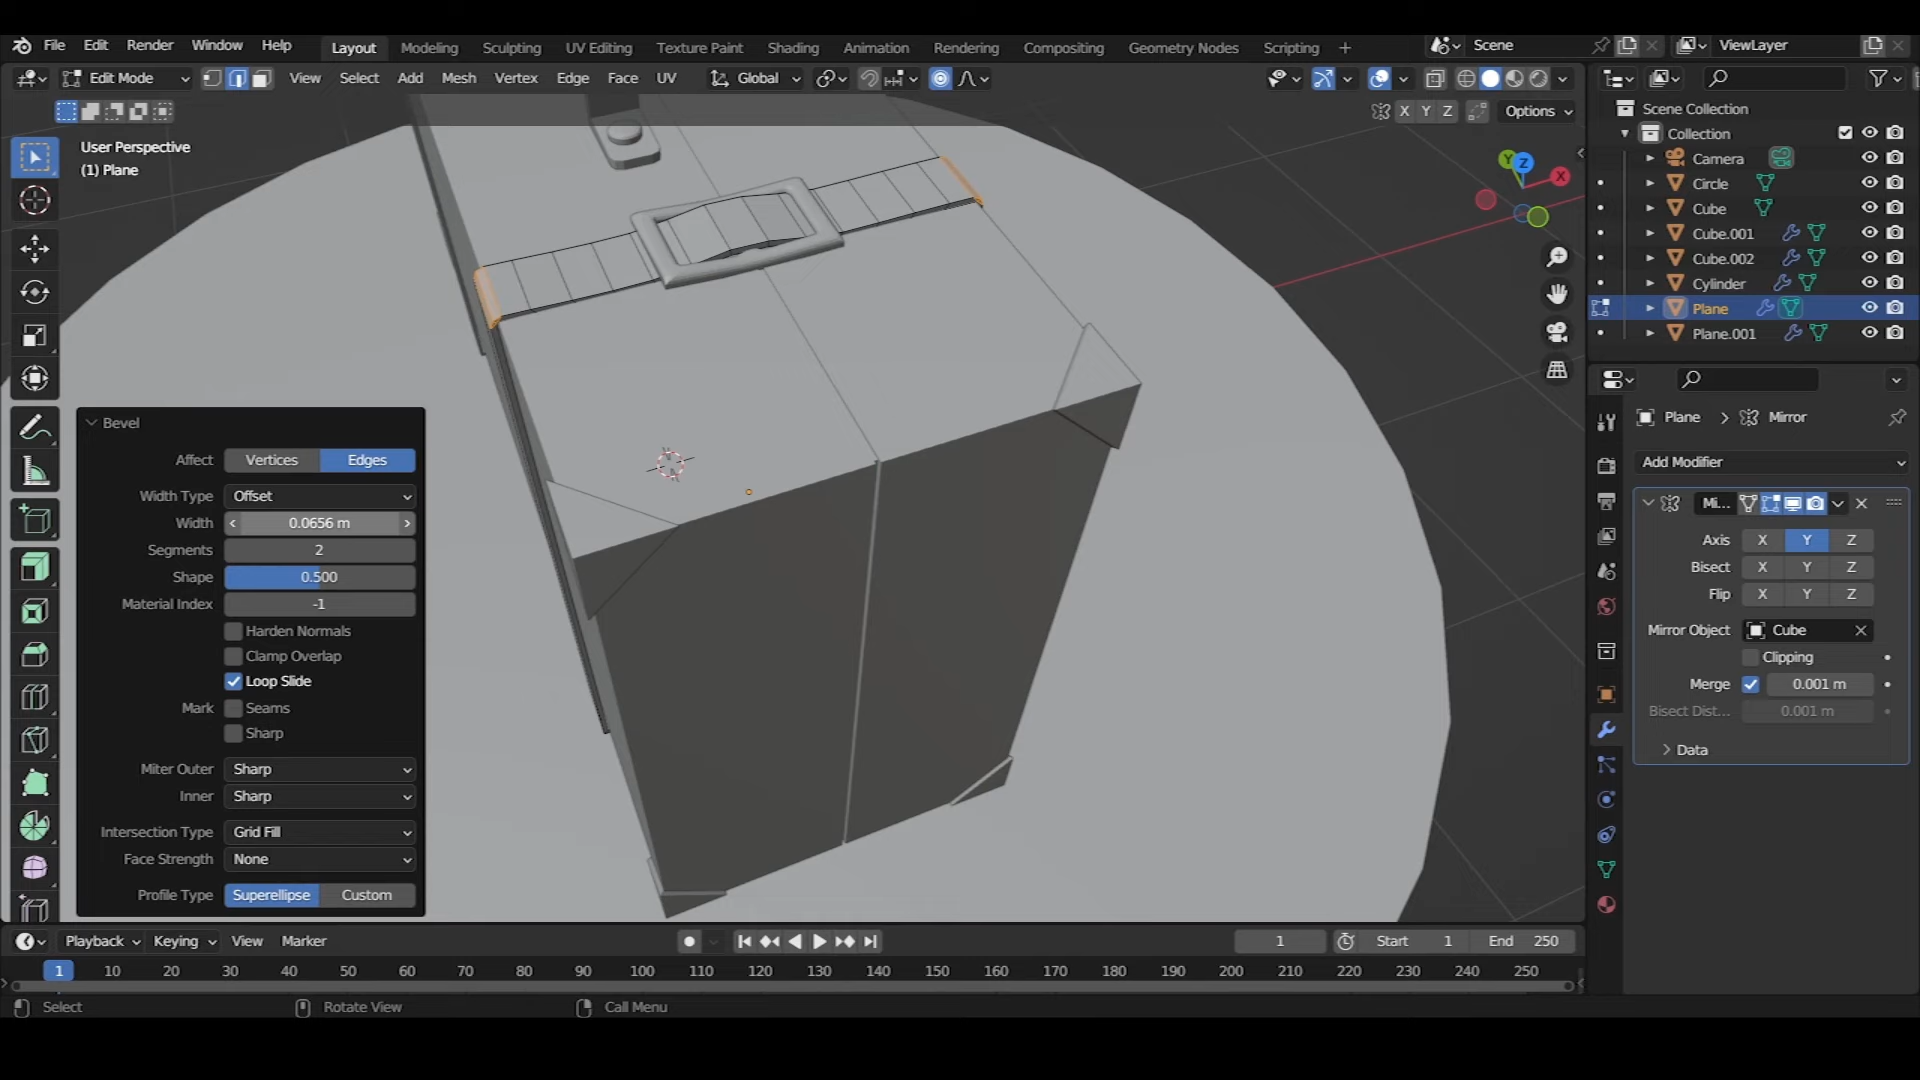 File Edit Render Window Help Layout Modeling Sculpting UV Editing Texture Paint Shading Animation Rendering Compositing Geometry Nodes Scripting + Scene ViewLayer
Edit Mode View Select Add Mesh Vertex Edge Face UV Global
X Y Z Options
User Perspective
(1) Plane
Y Z X
Scene Collection
Collection
Camera
Circle
Cube
Cube.001
Cube.002
Cylinder
Plane
Plane.001
Bevel
Affect Vertices Edges
Width Type Offset
Width 0.0656 m
Segments 2
Shape 0.500
Material Index -1
Harden Normals
Clamp Overlap
Loop Slide
Mark Seams
Sharp
Miter Outer Sharp
Inner Sharp
Intersection Type Grid Fill
Face Strength None
Profile Type Superellipse Custom
Plane > Mirror
Add Modifier
Mi...
Axis X Y Z
Bisect X Y Z
Flip X Y Z
Mirror Object Cube
Clipping
Merge 0.001 m
Bisect Dist... 0.001 m
Data
Playback Keying View Marker 1 Start 1 End 250
1 10 20 30 40 50 60 70 80 90 100 110 120 130 140 150 160 170 180 190 200 210 220 230 240 250
Select Rotate View Call Menu